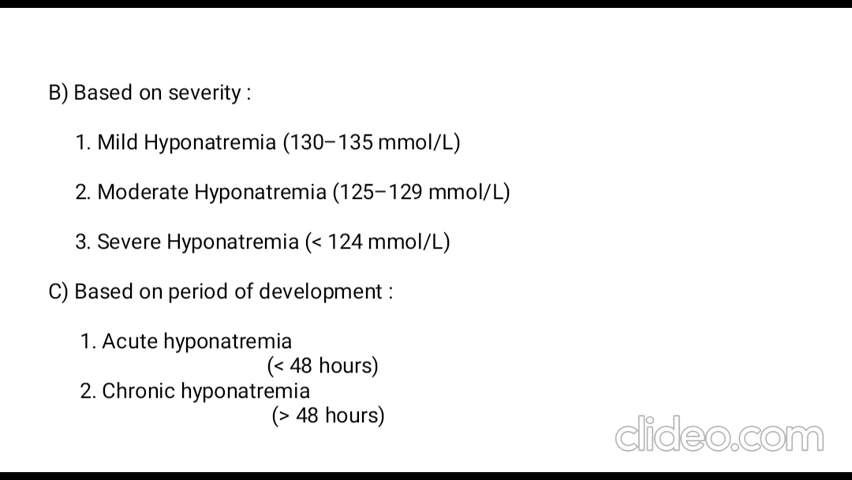 B) Based on severity :
1. Mild Hyponatremia (130–135 mmol/L)
2. Moderate Hyponatremia (125–129 mmol/L)
3. Severe Hyponatremia (< 124 mmol/L)
C) Based on period of development :
1. Acute hyponatremia
(< 48 hours)
2. Chronic hyponatremia
(> 48 hours)
clideo.com